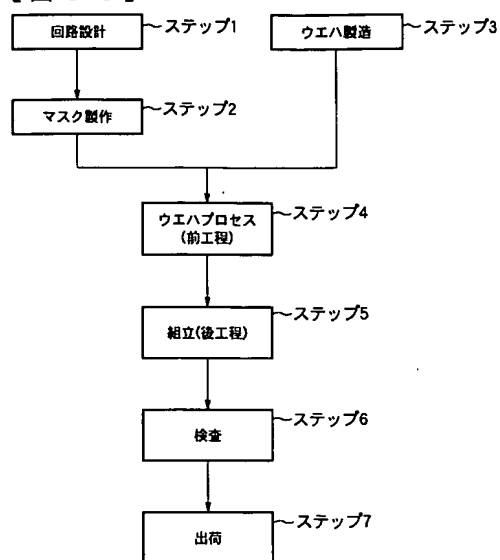 回路設計
ステップ1
ウエハ製造
ステップ3
マスク製作
ステップ2
ウエハプロセス
(前工程)
ステップ4
組立(後工程)
ステップ5
検査
ステップ6
出荷
ステップ7